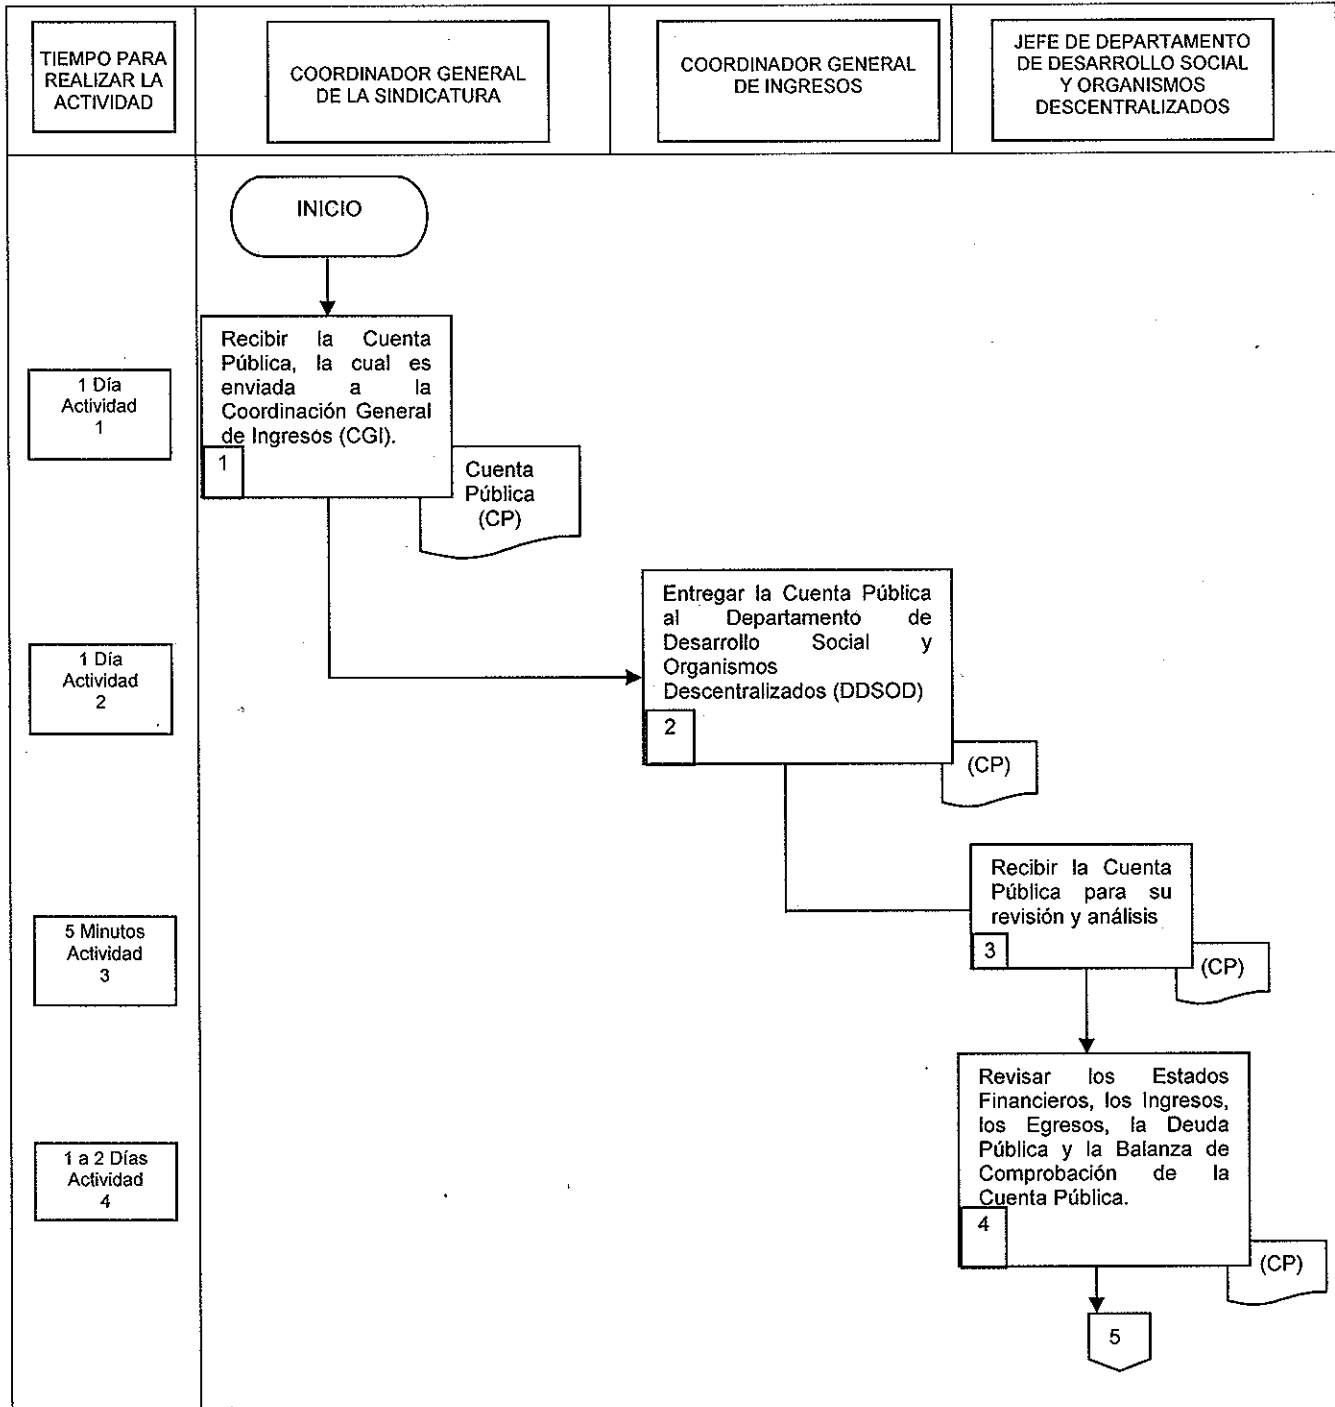 TIEMPO PARA
REALIZAR LA
ACTIVIDAD
COORDINADOR GENERAL
DE LA SINDICATURA
COORDINADOR GENERAL
DE INGRESOS
JEFE DE DEPARTAMENTO
DE DESARROLLO SOCIAL
Y ORGANISMOS
DESCENTRALIZADOS
INICIO
1 Día
Actividad
1
Recibir la Cuenta
Pública, la cual es
enviada a la
Coordinación General
de Ingresos (CGI).
1
Cuenta
Pública
(CP)
1 Día
Actividad
2
Entregar la Cuenta Pública
al Departamento de
Desarrollo Social y
Organismos
Descentralizados (DDSOD)
2
(CP)
5 Minutos
Actividad
3
Recibir la Cuenta
Pública para su
revisión y análisis
3
(CP)
1 a 2 Días
Actividad
4
Revisar los Estados
Financieros, los Ingresos,
los Egresos, la Deuda
Pública y la Balanza de
Comprobación de la
Cuenta Pública.
4
(CP)
5